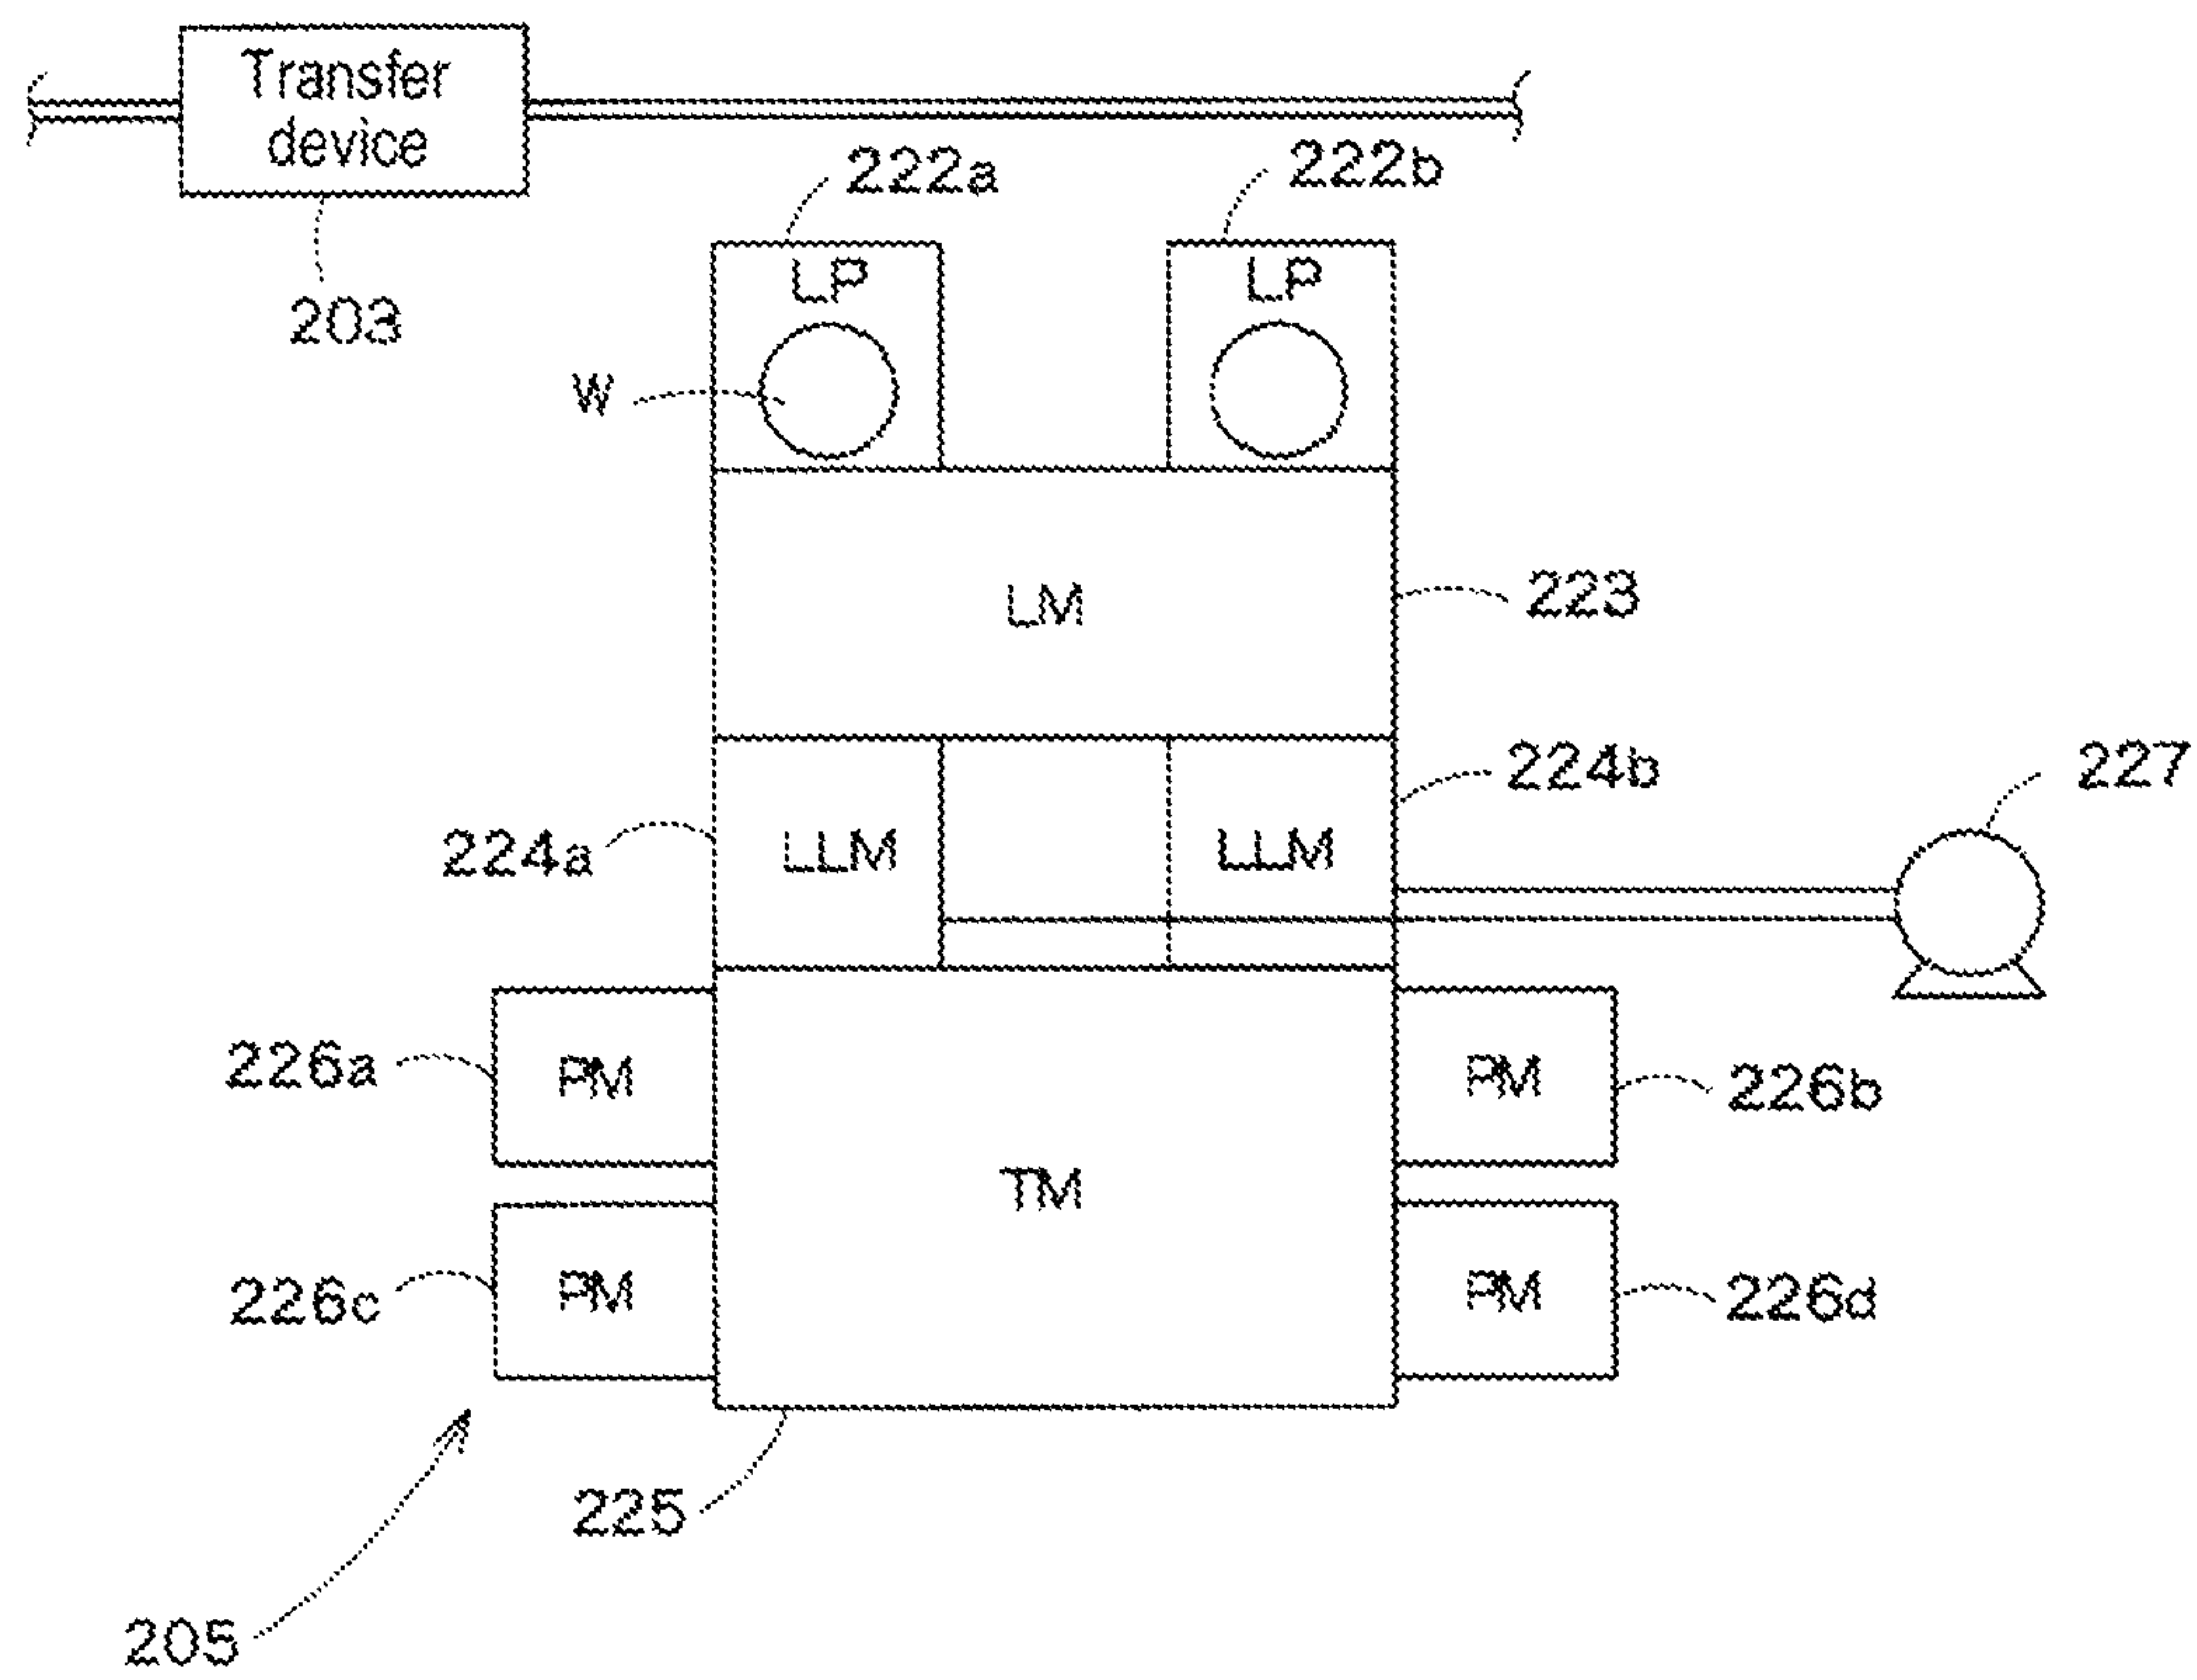 Transfer
device
222a
222b
LP
LP
203
W
LM
223
224b
227
224a
LLM
LLM
226a
PM
PM
226b
TM
226c
PM
PM
226d
225
205